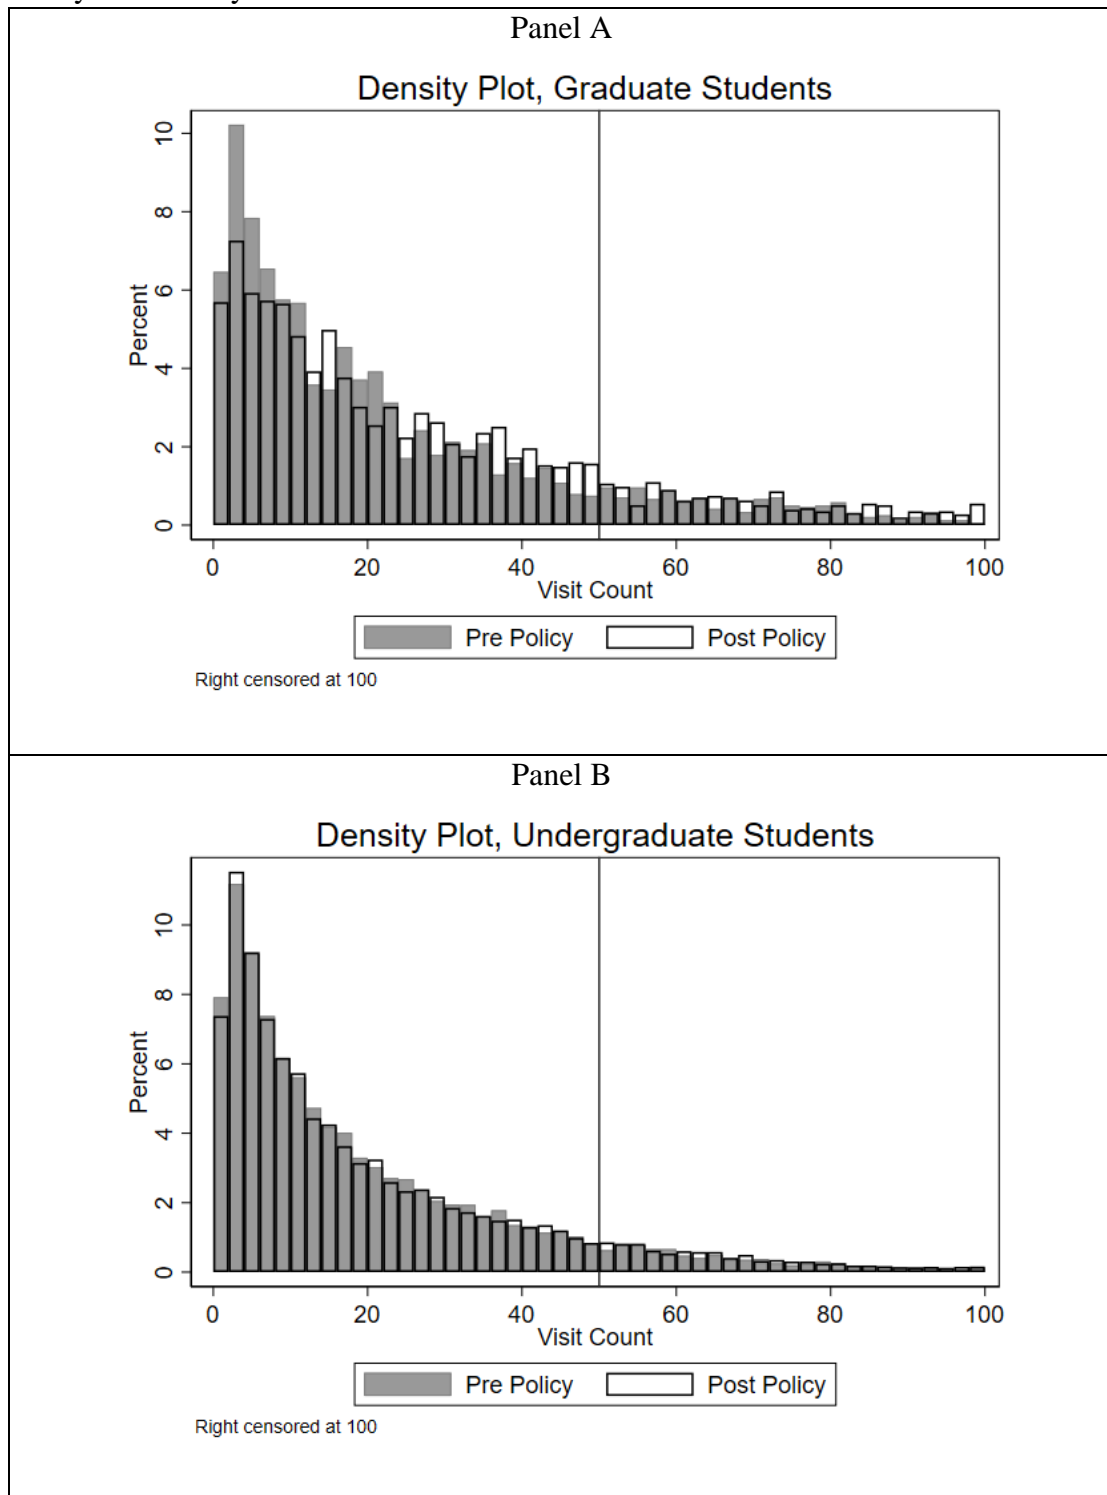 Panel A
Density Plot, Graduate Students
Percent
10
8
6
4
2
0
0 20 40 60 80 100
Visit Count
Pre Policy Post Policy
Right censored at 100
Panel B
Density Plot, Undergraduate Students
Percent
10
8
6
4
2
0
0 20 40 60 80 100
Visit Count
Pre Policy Post Policy
Right censored at 100